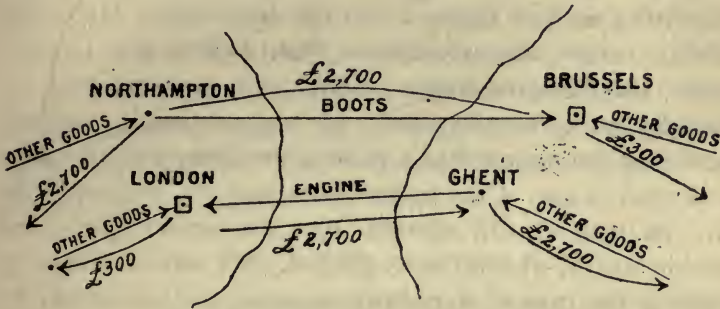 £2,700
NORTHAMPTON
BRUSSELS
BOOTS
OTHER GOODS
£2,700
OTHER GOODS
£300
LONDON
ENGINE
GHENT
OTHER GOODS
£300
£2,700
OTHER GOODS
£2,700